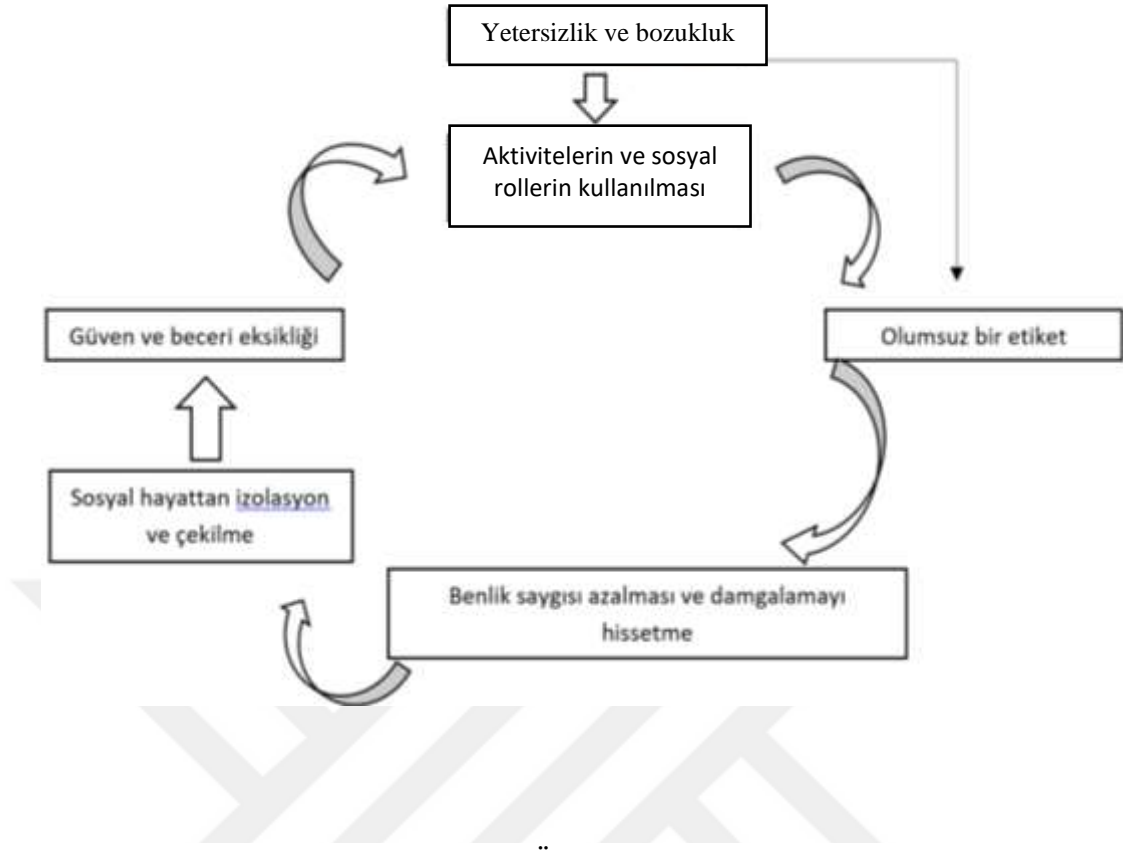 Yetersizlik ve bozukluk
Aktivitelerin ve sosyal
rollerin kullanılması
Güven ve beceri eksikliği
Olumsuz bir etiket
Sosyal hayattan izolasyon
ve çekilme
Benlik saygısı azalması ve damgalamayı
hissetme